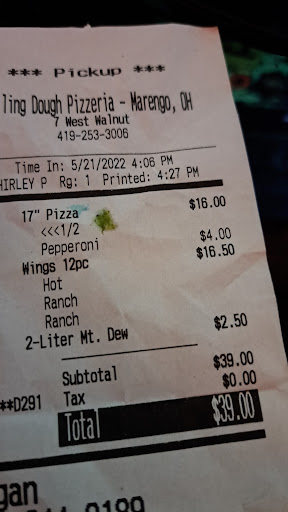 *** Pickup ***
ling Dough Pizzeria - Marengo, OH
7 West Walnut
419-253-3006
Time In: 5/21/2022 4:06 PM
HIRLEY P Rg: 1 Printed: 4:27 PM
17" Pizza $16.00
<<<1/2
Pepperoni $4.00
Wings 12pc $16.50
Hot
Ranch
Ranch
2-Liter Mt. Dew $2.50
Subtotal $39.00
**D291 Tax $0.00
Total $39.00
gan